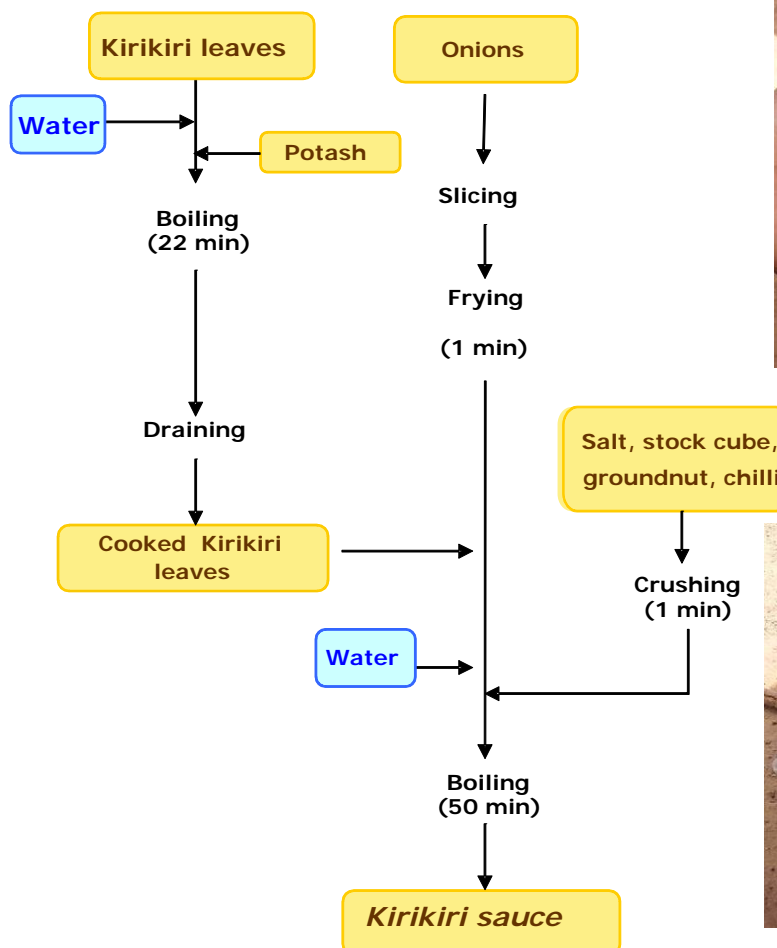 Kirikiri leaves
Onions
Water
Potash
Boiling
(22 min)
Slicing
Frying
(1 min)
Draining
Salt, stock cube,
groundnut, chilli
Cooked Kirikiri
leaves
Crushing
(1 min)
Water
Boiling
(50 min)
Kirikiri sauce